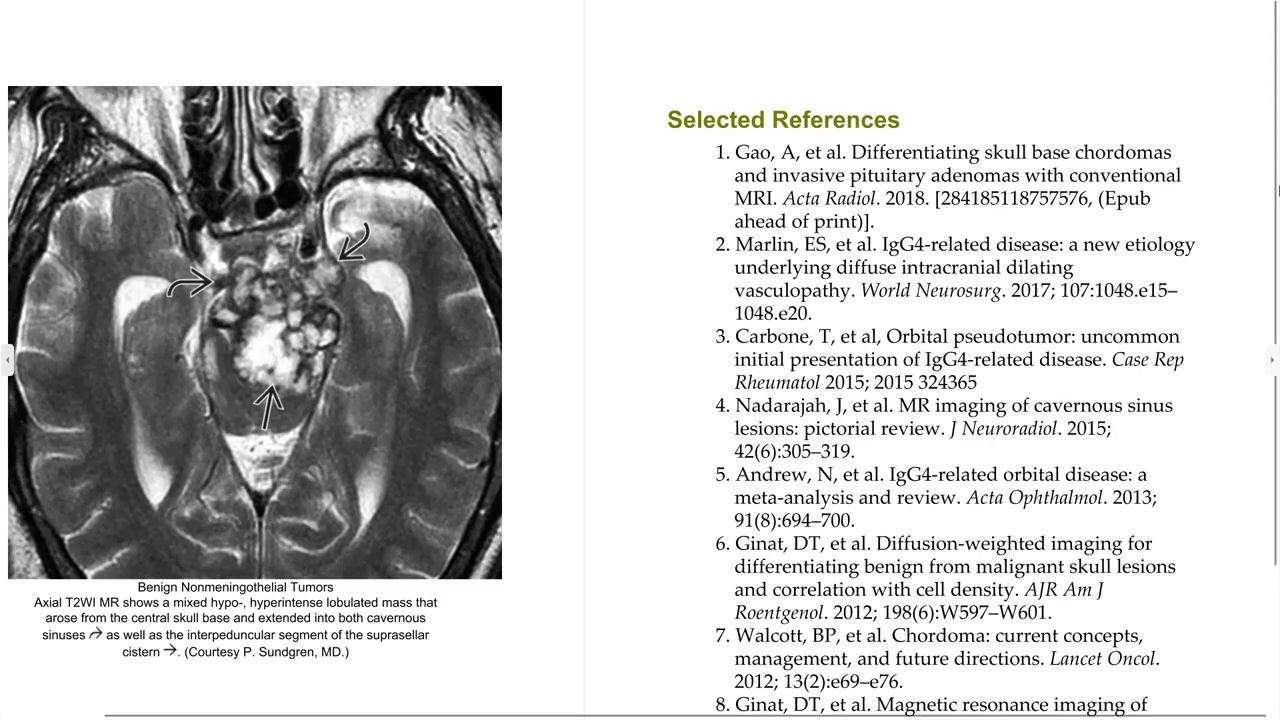 Benign Nonmeningothelial Tumors
Axial T2WI MR shows a mixed hypo-, hyperintense lobulated mass that
arose from the central skull base and extended into both cavernous
sinuses as well as the interpeduncular segment of the suprasellar
cistern . (Courtesy P. Sundgren, MD.)
Selected References
1. Gao, A, et al. Differentiating skull base chordomas
and invasive pituitary adenomas with conventional
MRI. Acta Radiol. 2018. [284185118757576, (Epub
ahead of print)].
2. Marlin, ES, et al. IgG4-related disease: a new etiology
underlying diffuse intracranial dilating
vasculopathy. World Neurosurg. 2017; 107:1048.e15–
1048.e20.
3. Carbone, T, et al, Orbital pseudotumor: uncommon
initial presentation of IgG4-related disease. Case Rep
Rheumatol 2015; 2015 324365
4. Nadarajah, J, et al. MR imaging of cavernous sinus
lesions: pictorial review. J Neuroradiol. 2015;
42(6):305–319.
5. Andrew, N, et al. IgG4-related orbital disease: a
meta-analysis and review. Acta Ophthalmol. 2013;
91(8):694–700.
6. Ginat, DT, et al. Diffusion-weighted imaging for
differentiating benign from malignant skull lesions
and correlation with cell density. AJR Am J
Roentgenol. 2012; 198(6):W597–W601.
7. Walcott, BP, et al. Chordoma: current concepts,
management, and future directions. Lancet Oncol.
2012; 13(2):e69–e76.
8. Ginat, DT, et al. Magnetic resonance imaging of